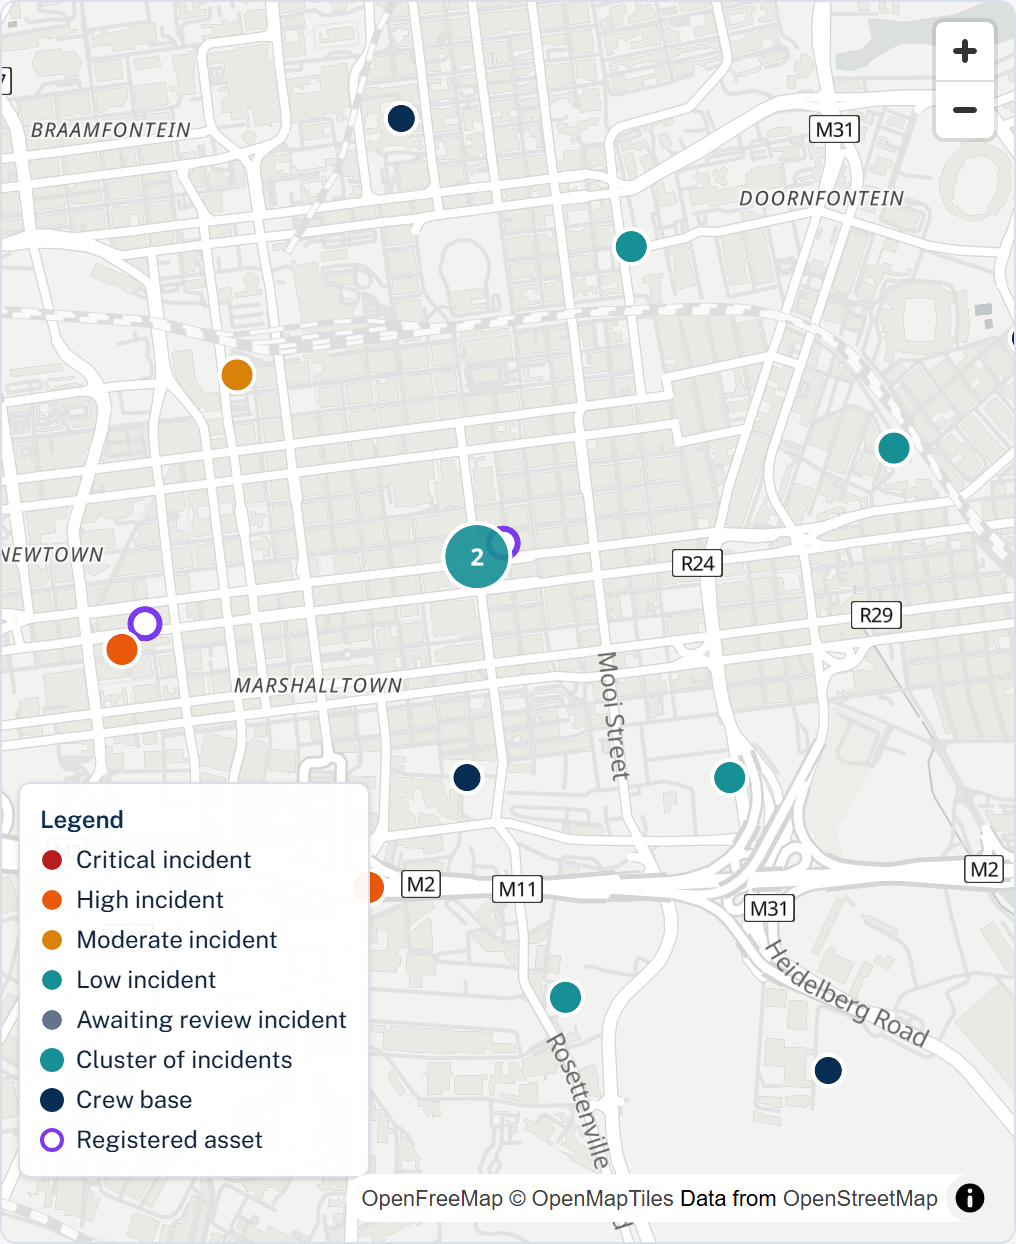 7
BRAAMFONTEIN
M31
DOORNFONTEIN
NEWTOWN
2
R24
R29
MARSHALLTOWN
Mooi Street
Legend
Critical incident
High incident
Moderate incident
Low incident
Awaiting review incident
Cluster of incidents
Crew base
Registered asset
M2
M11
M2
M31
Heidelberg Road
Rosettenville
OpenFreeMap © OpenMapTiles Data from OpenStreetMap